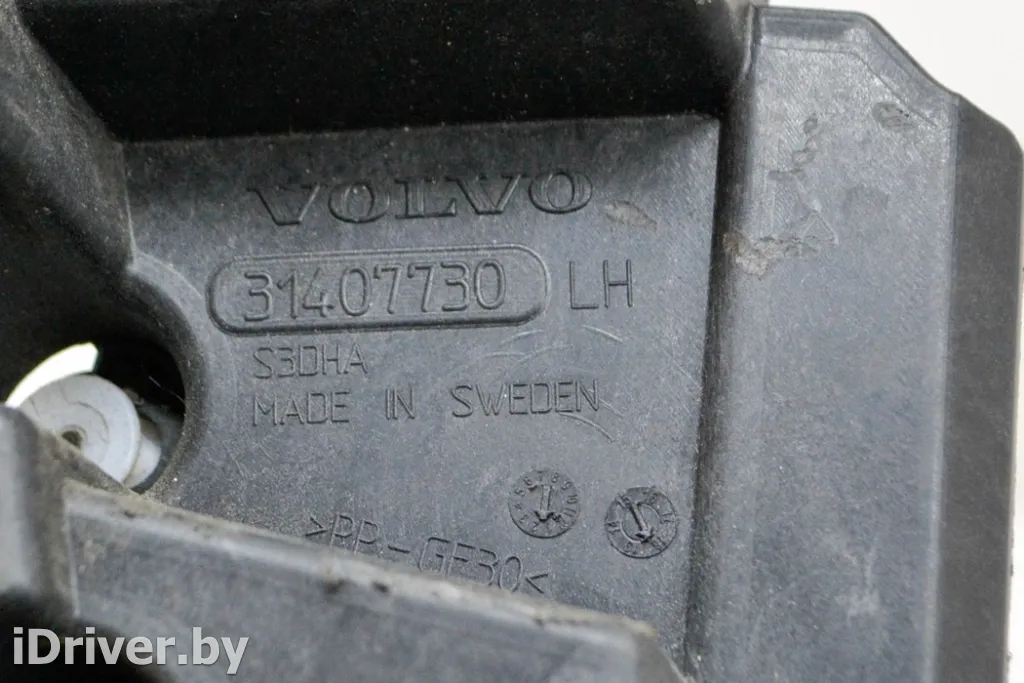 VOLVO
31407730 LH
S3DHA
MADE IN SWEDEN
>PP-GF30<
iDriver.by